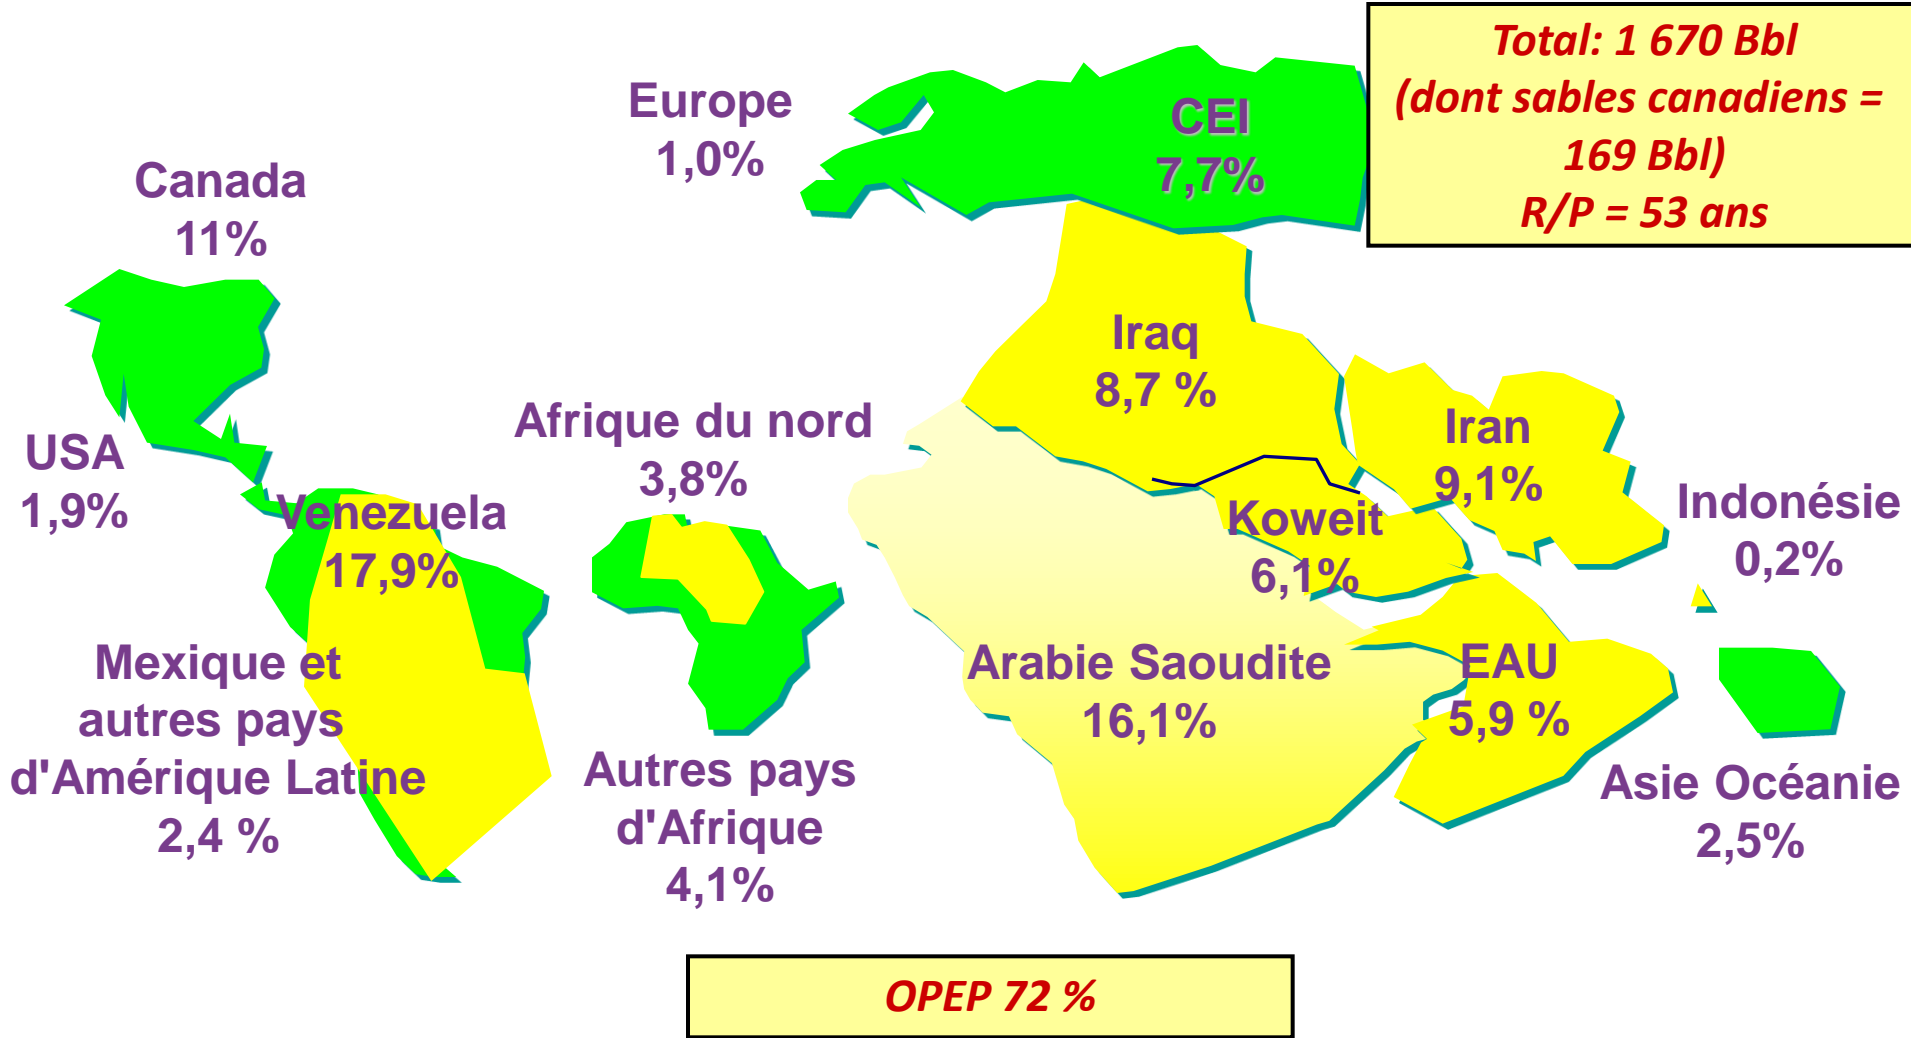 Total: 1 670 Bbl
(dont sables canadiens =
169 Bbl)
R/P = 53 ans
Europe
1,0%
CEI
7,7%
Canada
11%
USA
1,9%
Iraq
8,7 %
Afrique du nord
3,8%
Iran
9,1%
Venezuela
17,9%
Koweit
6,1%
Indonésie
0,2%
Mexique et
autres pays
d'Amérique Latine
2,4 %
Arabie Saoudite
16,1%
EAU
5,9 %
Autres pays
d'Afrique
4,1%
Asie Océanie
2,5%
OPEP 72 %